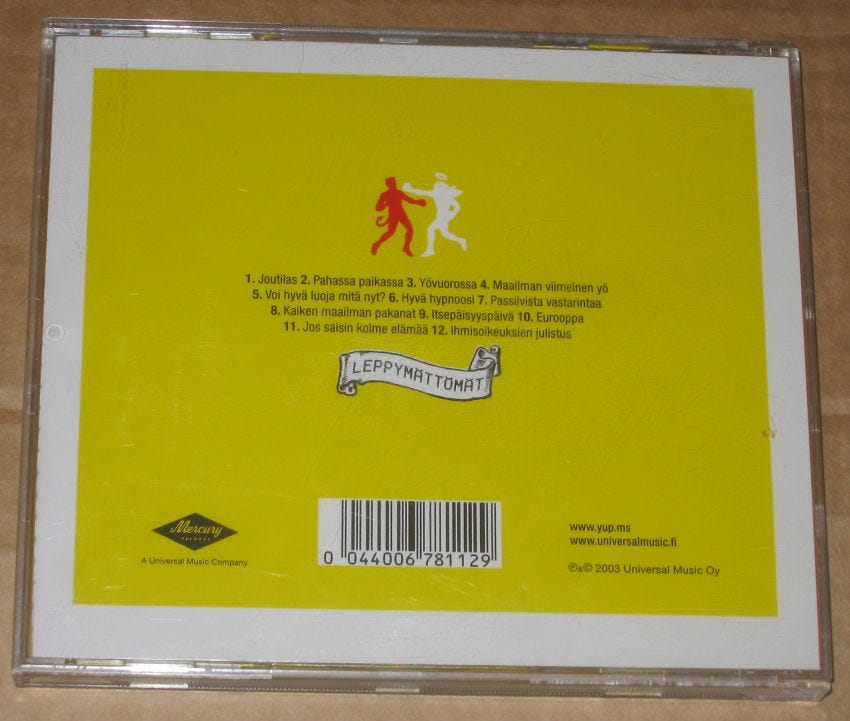 1. Joutilas 2. Pahassa paikassa 3. Yövuorossa 4. Maailman viimeinen yö
5. Voi hyvä luoja mitä nyt? 6. Hyvä hypnoosi 7. Passiivista vastarintaa
8. Kaiken maailman pakanat 9. Itsepäisyyspäivä 10. Eurooppa
11. Jos saisin kolme elämää 12. Ihmisoikeuksien julistus
LEPPYMÄTTÖMÄT
Mercury
RECORDS
A Universal Music Company
0 044006 781129
www.yup.ms
www.universalmusic.fi
℗&© 2003 Universal Music Oy